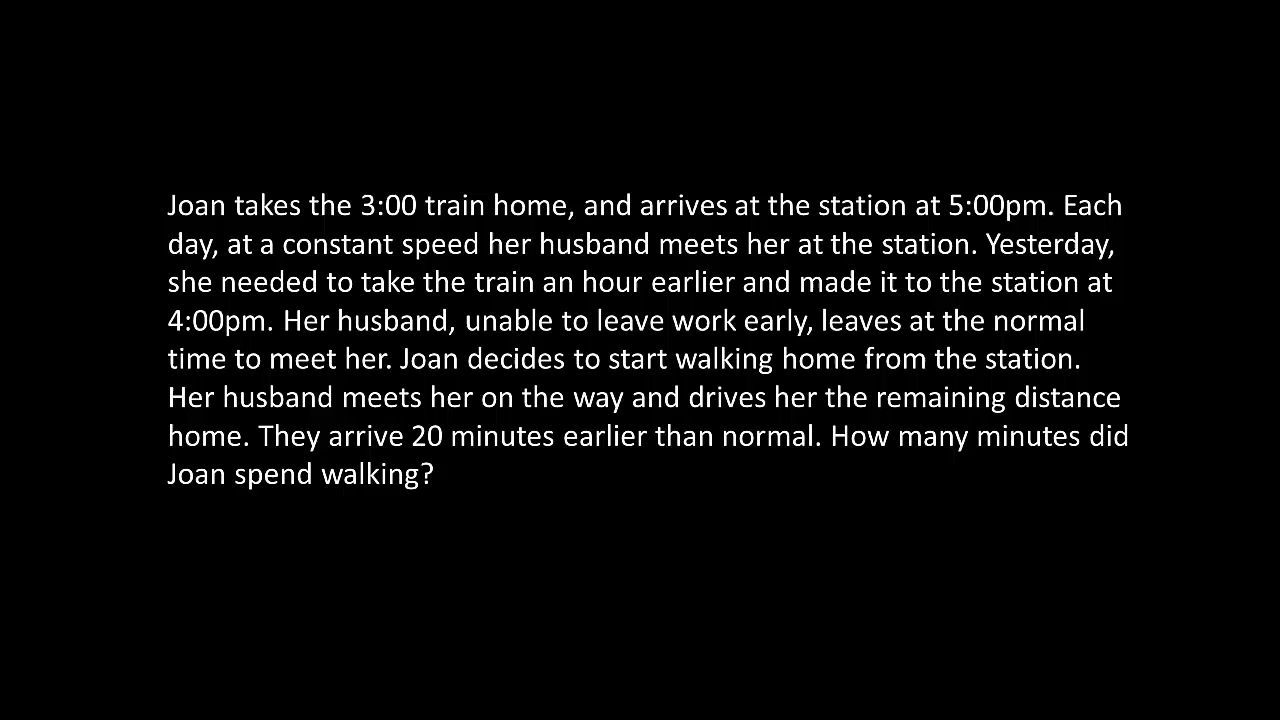 Joan takes the 3:00 train home, and arrives at the station at 5:00pm. Each
day, at a constant speed her husband meets her at the station. Yesterday,
she needed to take the train an hour earlier and made it to the station at
4:00pm. Her husband, unable to leave work early, leaves at the normal
time to meet her. Joan decides to start walking home from the station.
Her husband meets her on the way and drives her the remaining distance
home. They arrive 20 minutes earlier than normal. How many minutes did
Joan spend walking?